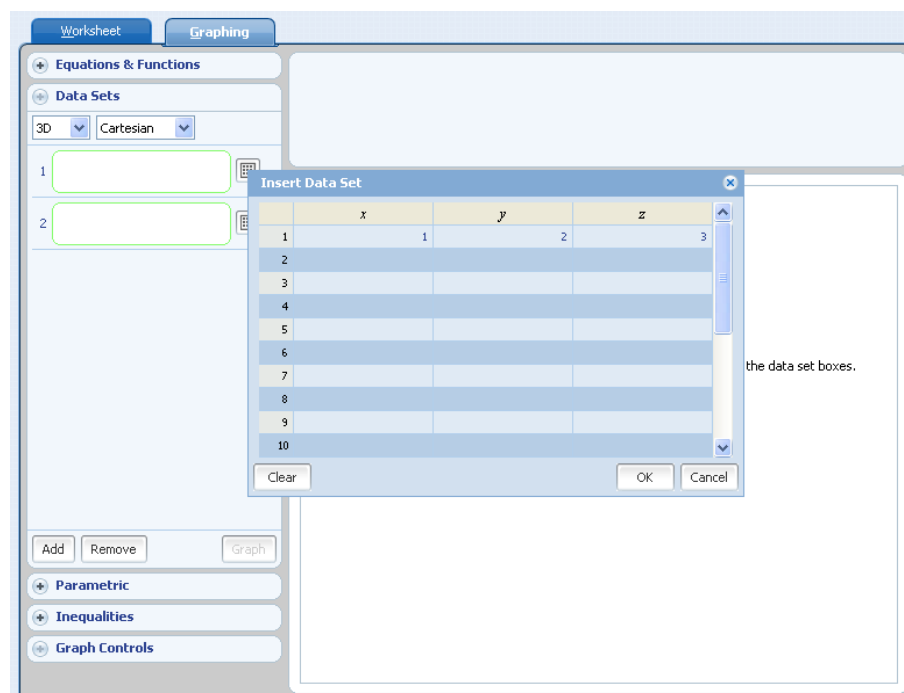 Worksheet Graphing
Equations & Functions
Data Sets
3D Cartesian
1
2
Insert Data Set
x y z
1 1 2 3
2
3
4
5
6
7
8
9
10
Clear OK Cancel
the data set boxes.
Add Remove Graph
Parametric
Inequalities
Graph Controls